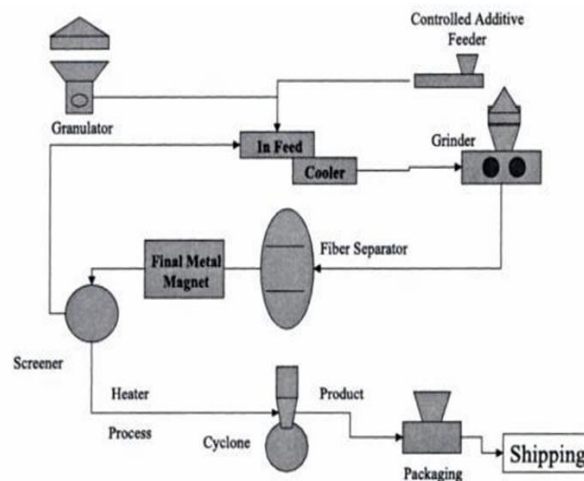 Controlled Additive
Feeder
Granulator
In Feed
Grinder
Cooler
Fiber Separator
Final Metal
Magnet
Screener
Heater
Product
Process
Cyclone
Packaging
Shipping